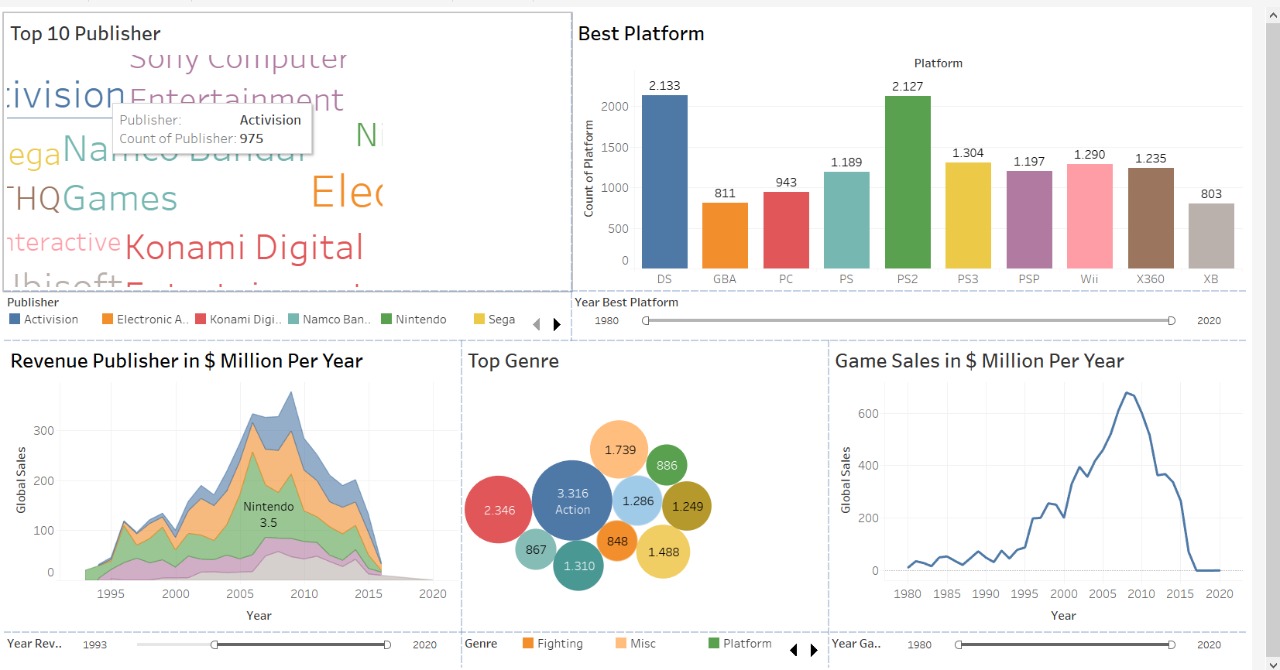 Top 10 Publisher
Sony Computer
Entertainment
tivision
Publisher: Activision
Count of Publisher: 975
Ni
ega
Namco Bandai
THQ
Games
Elec
nteractive
Konami Digital
Ubisoft
Publisher
Activision
Electronic A..
Konami Digi..
Namco Ban..
Nintendo
Sega
Best Platform
Platform
Count of Platform
2000
1500
1000
500
0
2.133
811
943
1.189
2.127
1.304
1.197
1.290
1.235
803
DS GBA PC PS PS2 PS3 PSP Wii X360 XB
Year Best Platform
1980 2020
Revenue Publisher in $ Million Per Year
Global Sales
300
200
100
0
Nintendo
3.5
1995 2000 2005 2010 2015 2020
Year
Year Rev.. 1993 2020
Top Genre
1.739
886
3.316
Action
1.286
1.249
2.346
848
1.488
867
1.310
Genre Fighting Misc Platform
Game Sales in $ Million Per Year
Global Sales
600
400
200
0
1980 1985 1990 1995 2000 2005 2010 2015 2020
Year
Year Ga.. 1980 2020